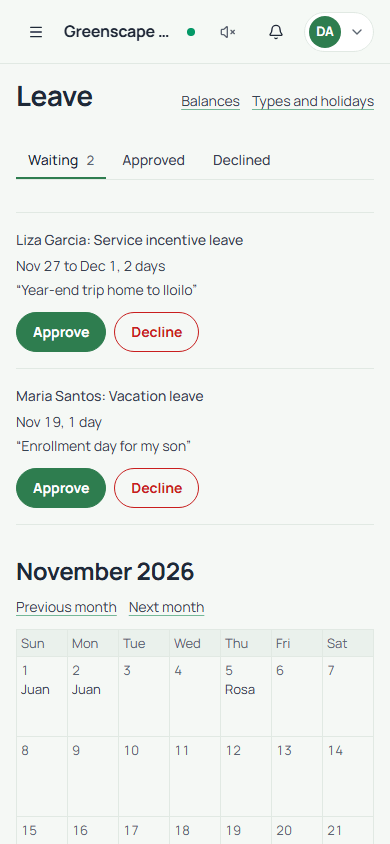 Greenscape ...
DA
Leave
Balances Types and holidays
Waiting 2 Approved Declined
Liza Garcia: Service incentive leave
Nov 27 to Dec 1, 2 days
“Year-end trip home to Iloilo”
Approve Decline
Maria Santos: Vacation leave
Nov 19, 1 day
“Enrollment day for my son”
Approve Decline
November 2026
Previous month Next month
Sun Mon Tue Wed Thu Fri Sat
1 2 3 4 5 6 7
Juan Juan Rosa
8 9 10 11 12 13 14
15 16 17 18 19 20 21